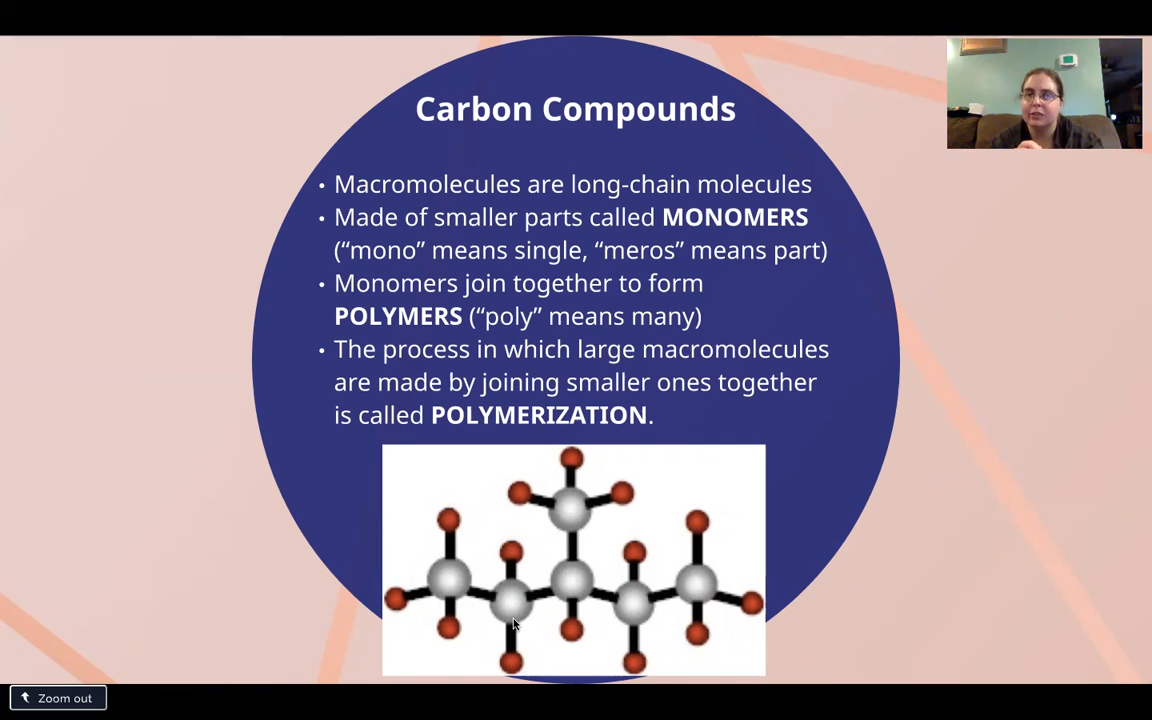 Carbon Compounds
• Macromolecules are long-chain molecules
• Made of smaller parts called MONOMERS
(“mono” means single, “meros” means part)
• Monomers join together to form
POLYMERS (“poly” means many)
• The process in which large macromolecules
are made by joining smaller ones together
is called POLYMERIZATION.
Zoom out